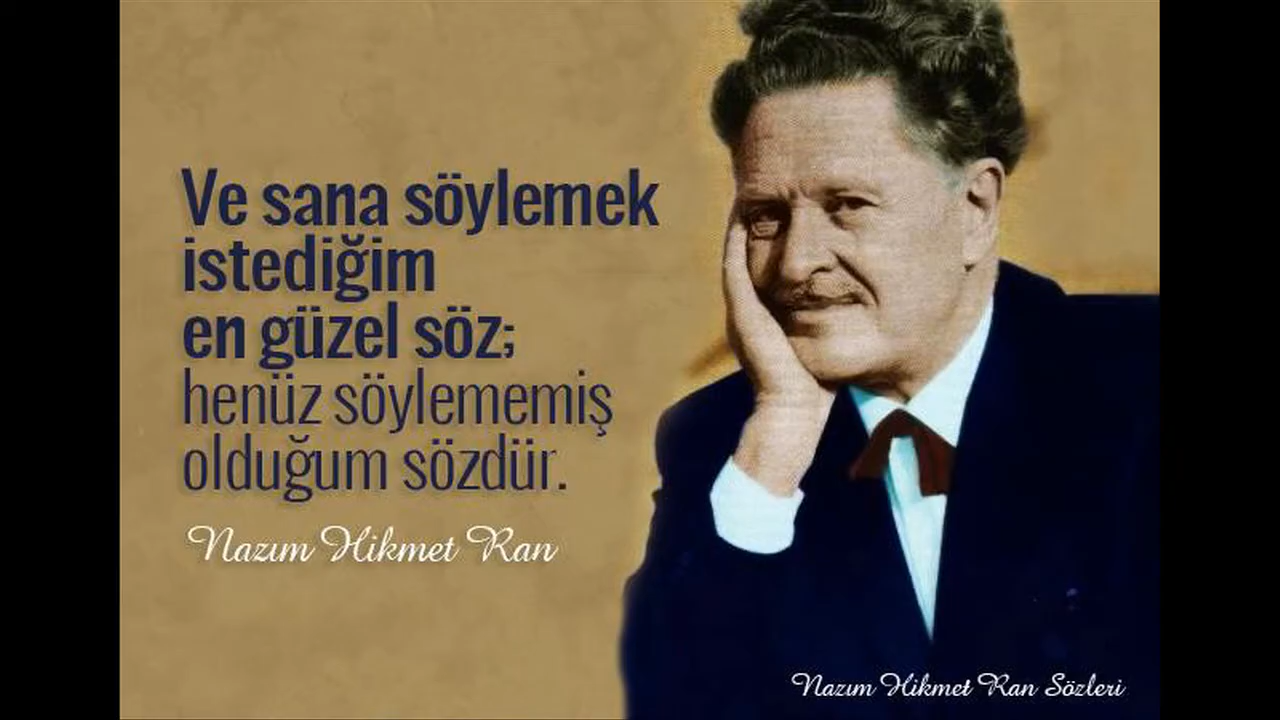 Ve sana söylemek
istediğim
en güzel söz;
henüz söylememiş
olduğum sözdür.
Nazım Hikmet Ran
Nazım Hikmet Ran Sözleri